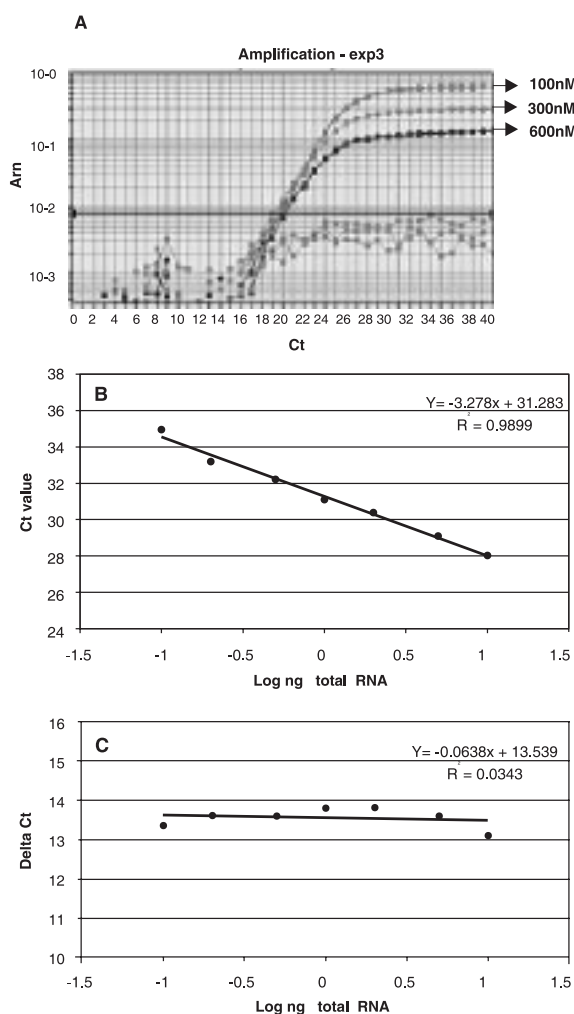 A
Amplification - exp3
10-0
10-1
10-2
10-3
Arn
100nM
300nM
600nM
0 2 4 6 8 10 12 14 16 18 20 22 24 26 28 30 32 34 36 38 40
Ct
B
Y= -3.278x + 31.283
R² = 0.9899
38
36
34
32
30
28
26
24
Ct value
-1.5 -1 -0.5 0 0.5 1 1.5
Log ng total RNA
C
Y= -0.0638x + 13.539
R² = 0.0343
16
15
14
13
12
11
10
Delta Ct
-1.5 -1 -0.5 0 0.5 1 1.5
Log ng total RNA